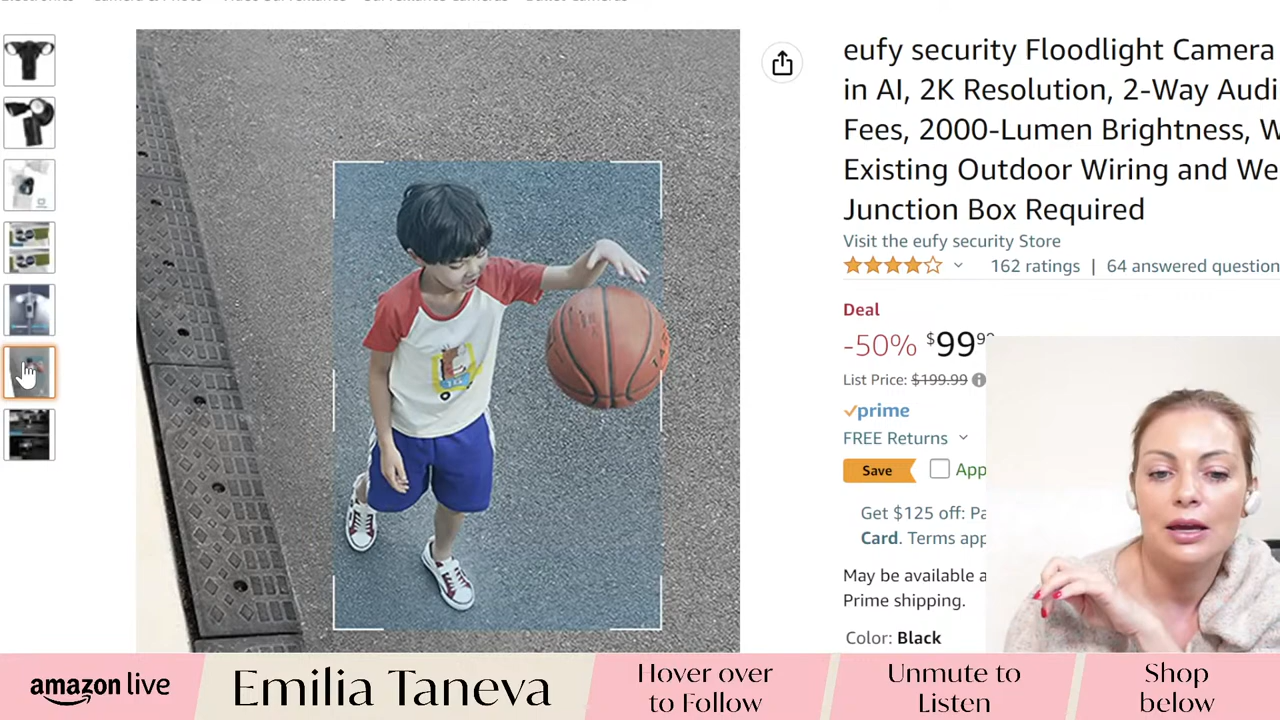 eufy security Floodlight Camera
in AI, 2K Resolution, 2-Way Audi
Fees, 2000-Lumen Brightness, W
Existing Outdoor Wiring and We
Junction Box Required
Visit the eufy security Store
162 ratings | 64 answered question
Deal
-50% $99.99
List Price: $199.99
prime
FREE Returns
Save App
Get $125 off: Pa
Card. Terms app
May be available a
Prime shipping.
Color: Black
amazon live
Emilia Taneva
Hover over
to Follow
Unmute to
Listen
Shop
below